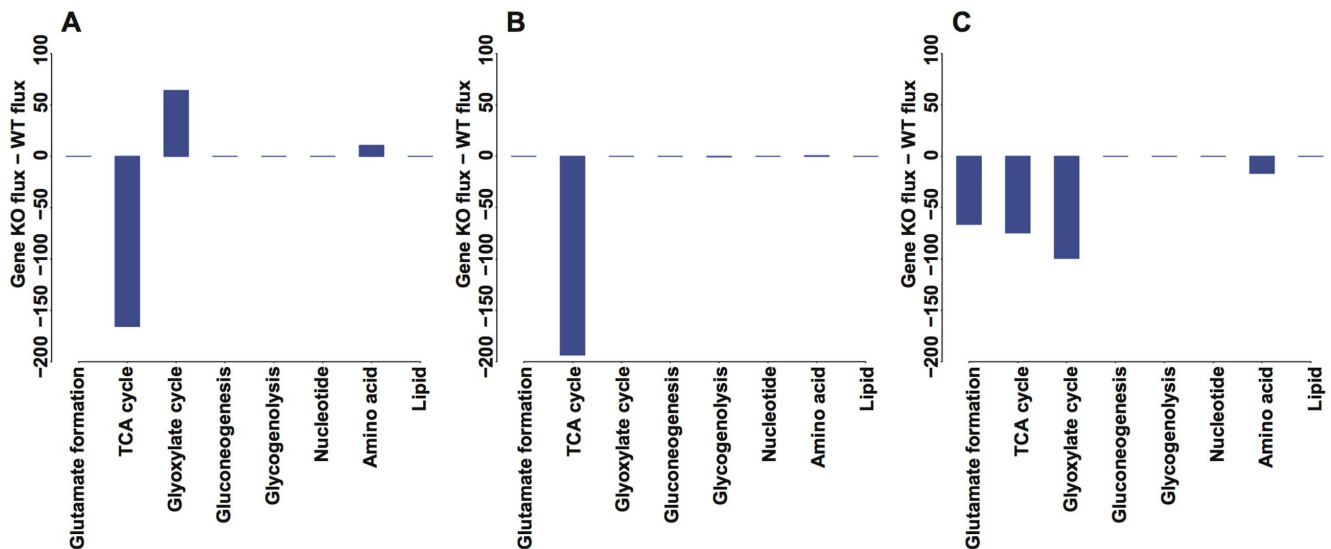 A
Gene KO flux − WT flux
100
50
0
−50
−100
−150
−200
Glutamate formation
TCA cycle
Glyoxylate cycle
Gluconeogenesis
Glycogenolysis
Nucleotide
Amino acid
Lipid
B
Gene KO flux − WT flux
100
50
0
−50
−100
−150
−200
Glutamate formation
TCA cycle
Glyoxylate cycle
Gluconeogenesis
Glycogenolysis
Nucleotide
Amino acid
Lipid
C
Gene KO flux − WT flux
100
50
0
−50
−100
−150
−200
Glutamate formation
TCA cycle
Glyoxylate cycle
Gluconeogenesis
Glycogenolysis
Nucleotide
Amino acid
Lipid